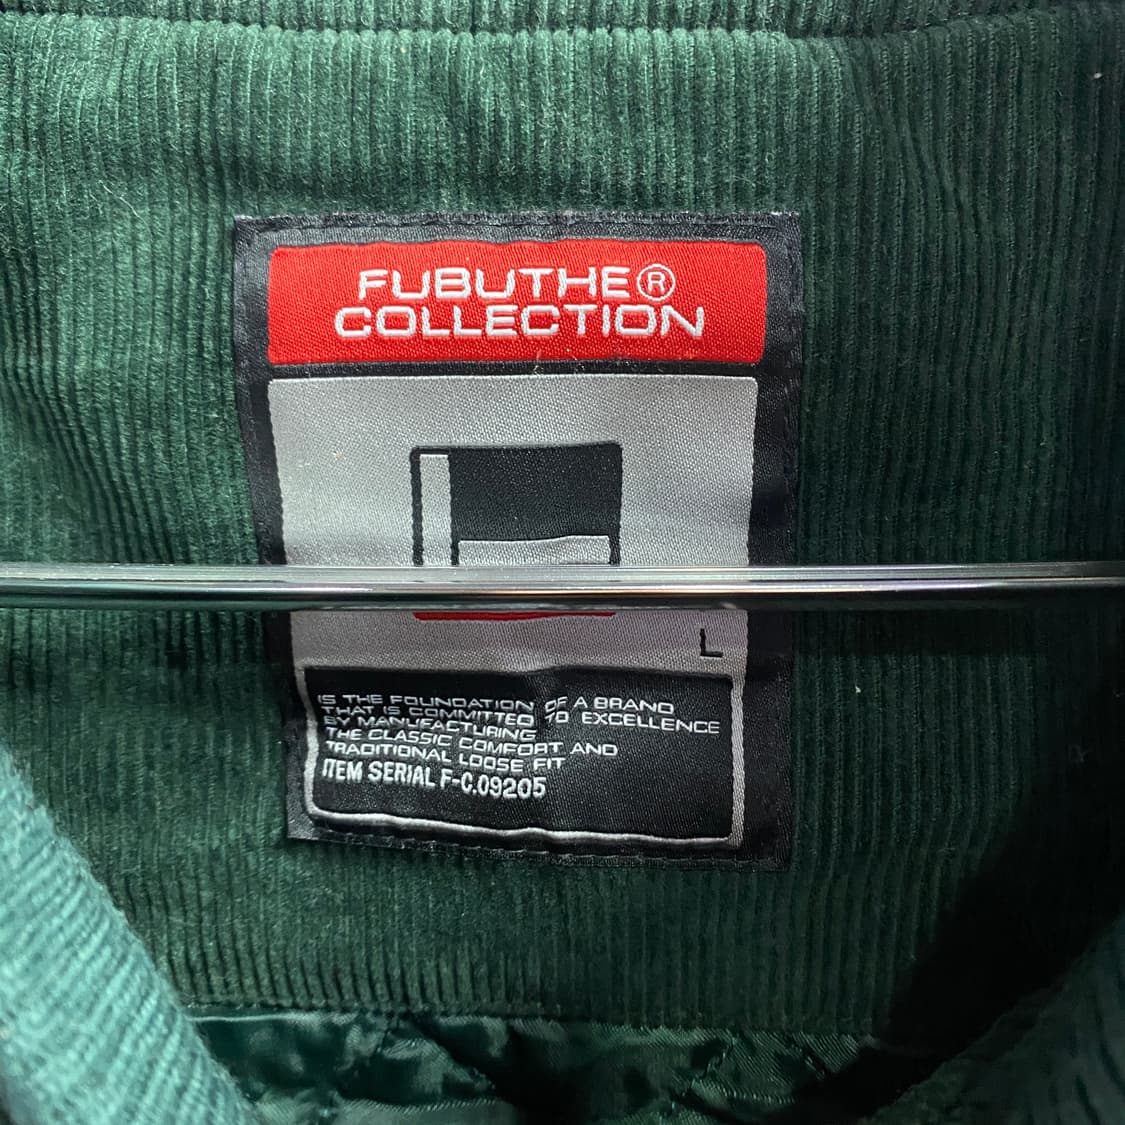 FUBUTHE®
COLLECTION
L
IS THE FOUNDATION OF A BRAND
THAT IS COMMITTED TO EXCELLENCE
BY MANUFACTURING
THE CLASSIC COMFORT AND
TRADITIONAL LOOSE FIT
ITEM SERIAL F-C.09205